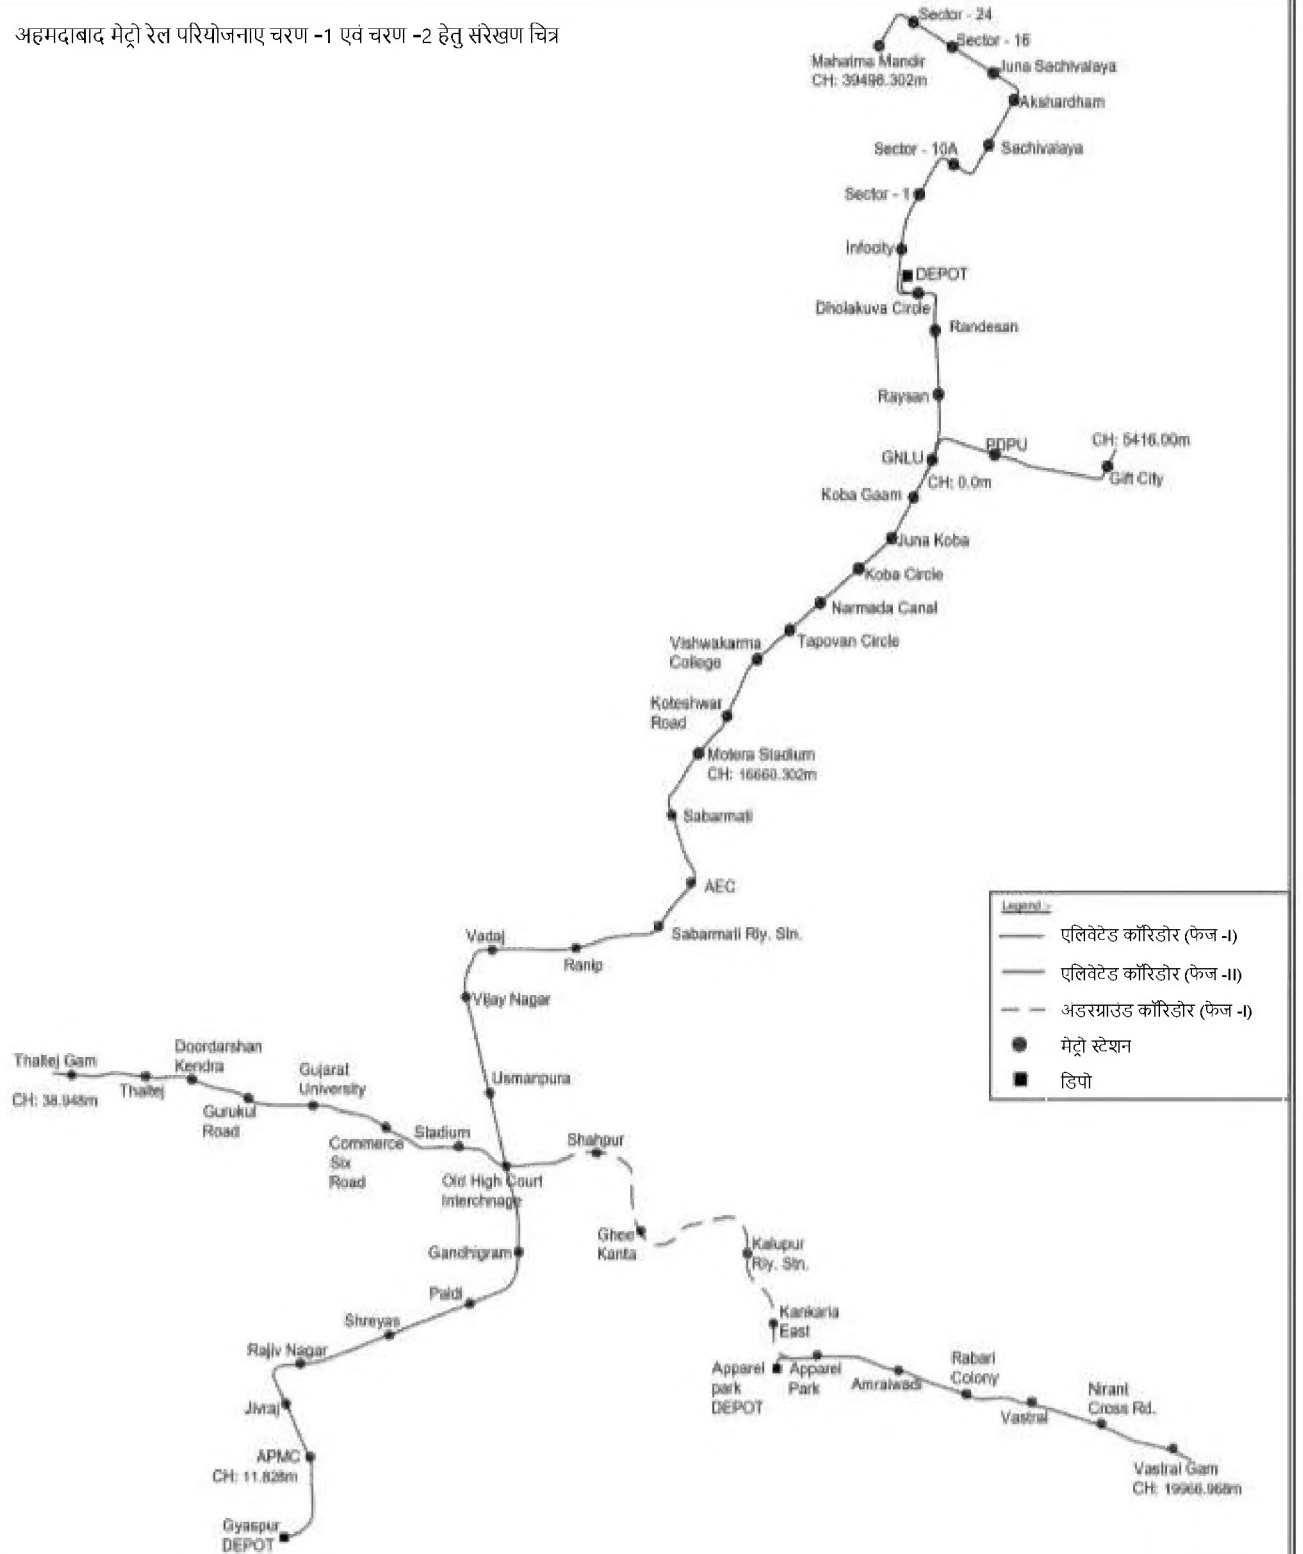 अहमदाबाद मेट्रो रेल परियोजनाए चरण -1 एवं चरण -2 हेतु संरेखण चित्र
Sector - 24
Sector - 16
Mahatma Mandir
CH: 39496.302m
Juna Sachivalaya
Akshardham
Sector - 10A
Sachivalaya
Sector - 1
Infocity
DEPOT
Dholakuva Circle
Randesan
Raysan
GNLU
CH: 0.0m
PDPU
CH: 5416.00m
Gift City
Koba Gaam
Juna Koba
Koba Circle
Narmada Canal
Tapovan Circle
Vishwakarma
College
Koteshwar
Road
Motera Stadium
CH: 16660.302m
Sabarmati
AEC
Sabarmati Rly. Stn.
Vadaj
Ranip
Vijay Nagar
Legend :-
एलिवेटेड कॉरिडोर (फेज -I)
एलिवेटेड कॉरिडोर (फेज -II)
अंडरग्राउंड कॉरिडोर (फेज -I)
मेट्रो स्टेशन
डिपो
Thaltej Gam
CH: 38.948m
Thaltej
Doordarshan
Kendra
Gurukul
Road
Gujarat
University
Commerce
Six
Road
Stadium
Usmanpura
Old High Court
Interchnage
Shahpur
Ghee
Kanta
Kalupur
Rly. Stn.
Kankaria
East
Gandhigram
Paldi
Shreyas
Rajiv Nagar
Jivraj
APMC
CH: 11.828m
Gyaspur
DEPOT
Apparel
park
DEPOT
Apparel
Park
Amraiwadi
Rabari
Colony
Vastral
Nirant
Cross Rd.
Vastral Gam
CH: 19966.968m